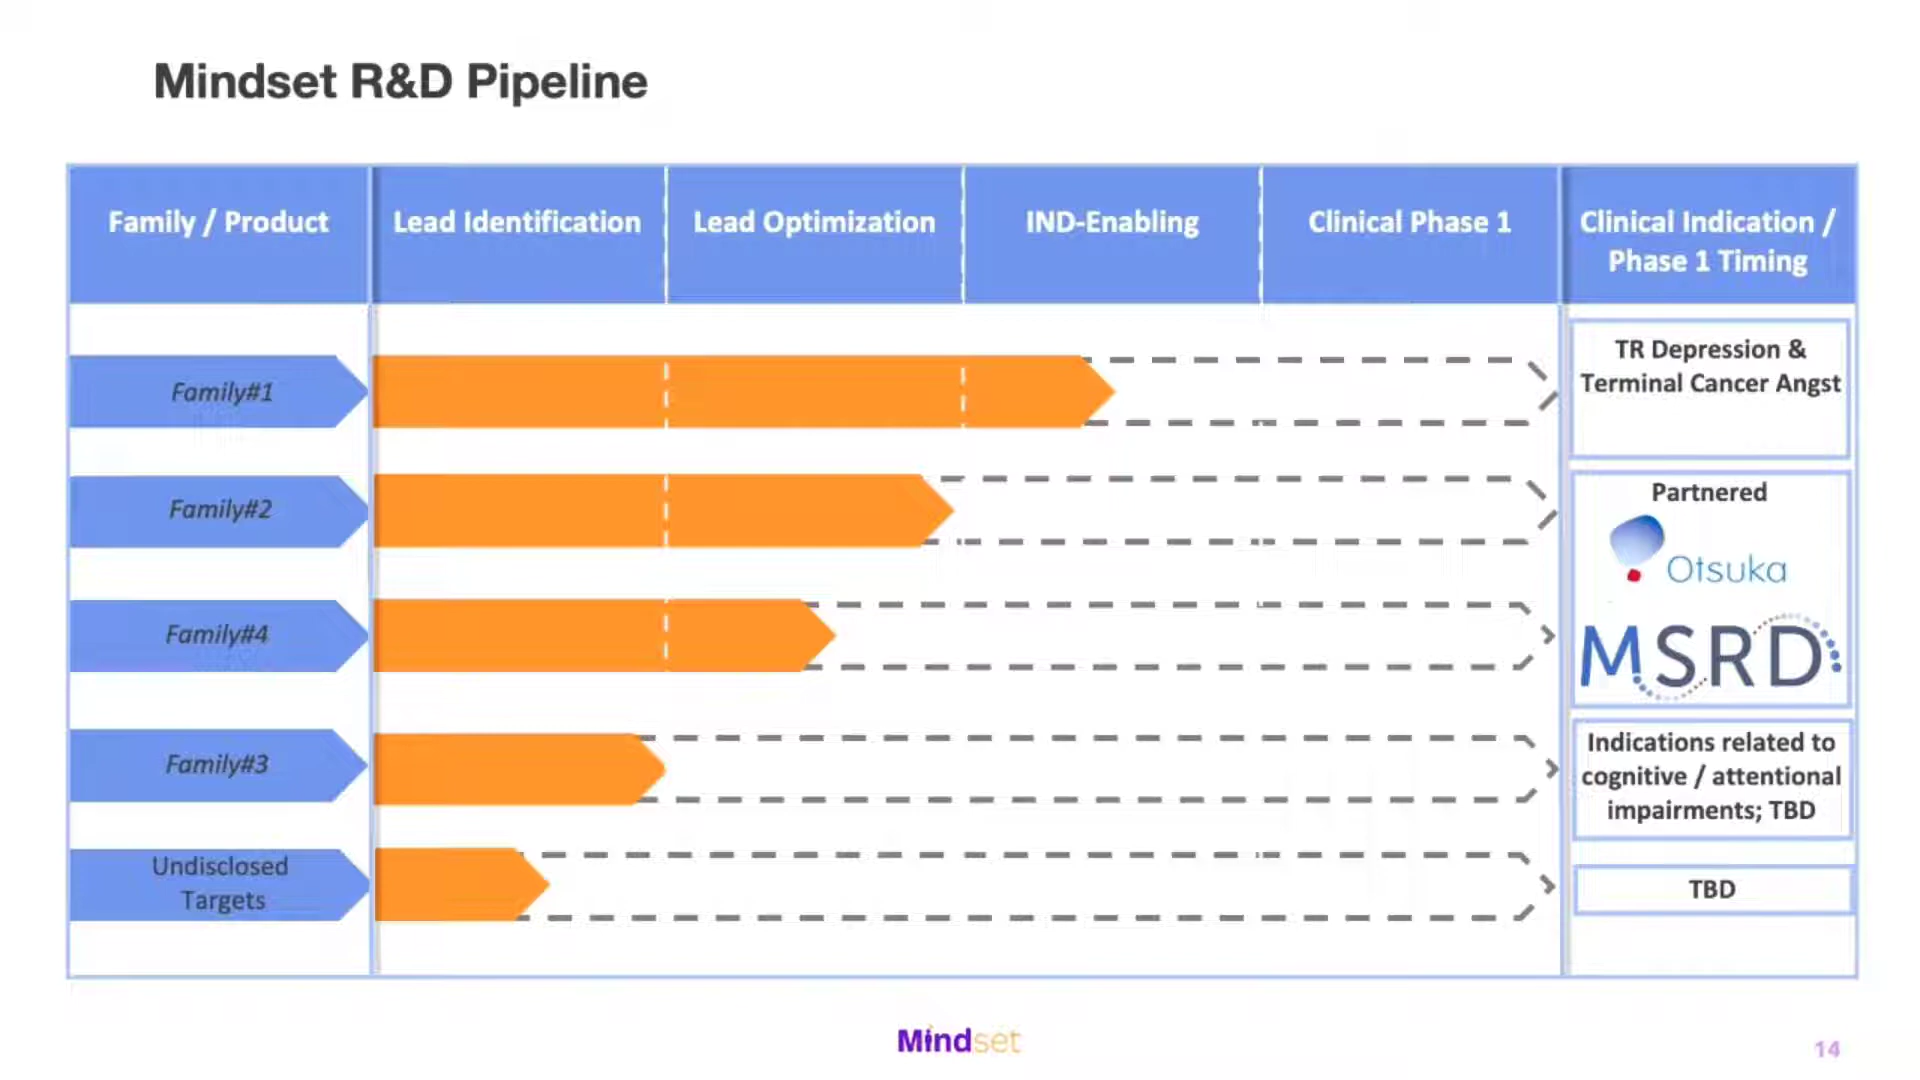 Mindset R&D Pipeline
Family / Product
Lead Identification
Lead Optimization
IND-Enabling
Clinical Phase 1
Clinical Indication /
Phase 1 Timing
Family#1
TR Depression &
Terminal Cancer Angst
Family#2
Partnered
Otsuka
Family#4
MSRD
Family#3
Indications related to
cognitive / attentional
impairments; TBD
Undisclosed
Targets
TBD
Mindset
14